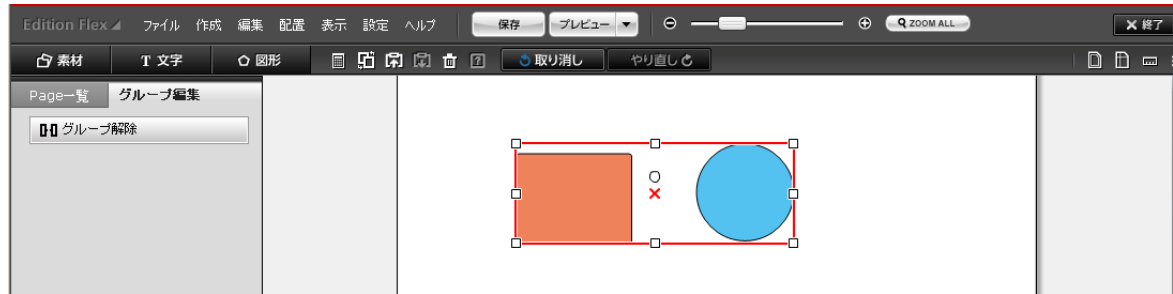 Edition Flex ファイル 作成 編集 配置 表示 設定 ヘルプ 保存 プレビュー ZOOM ALL 終了
素材 T 文字 図形 取り消し やり直し
Page一覧 グループ編集
グループ解除